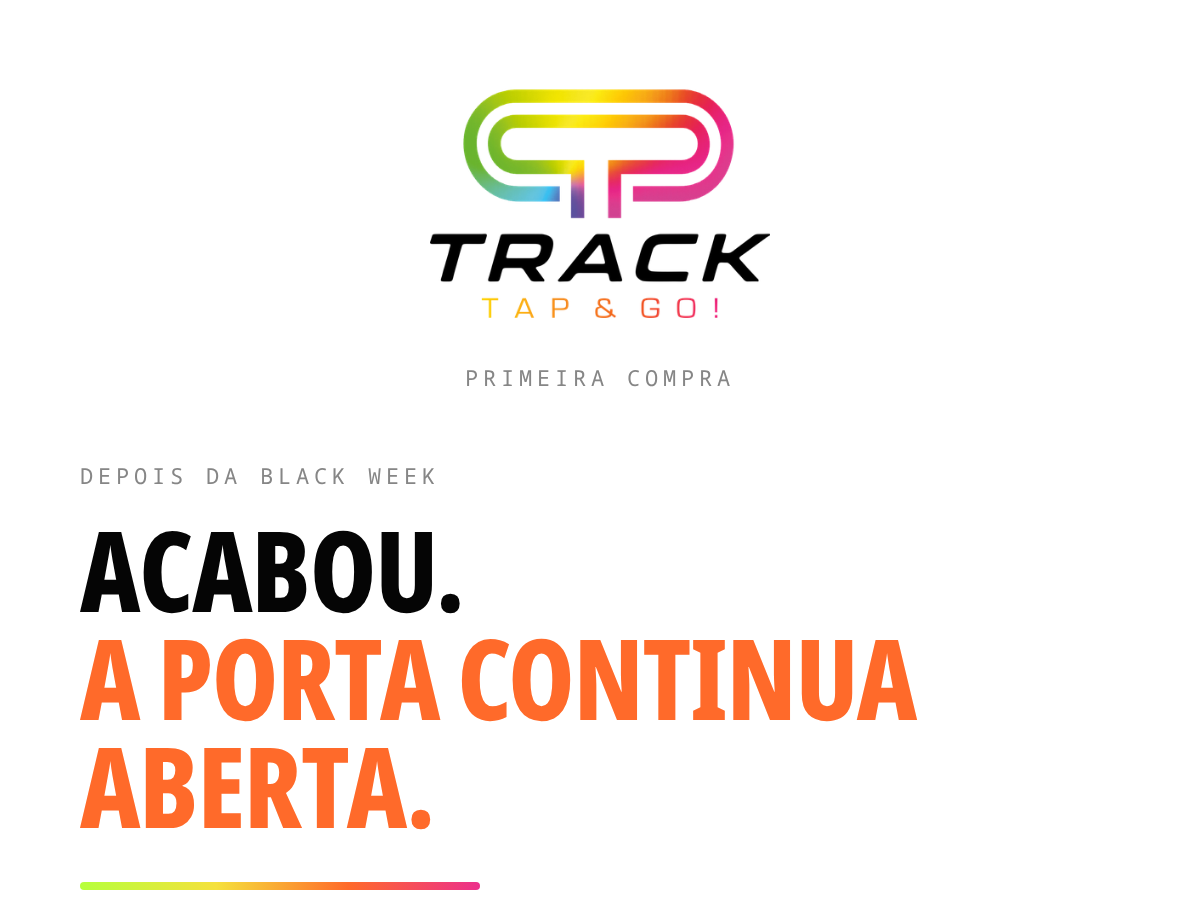 TRACK
TAP & GO!
PRIMEIRA COMPRA
DEPOIS DA BLACK WEEK
ACABOU.
A PORTA CONTINUA
ABERTA.